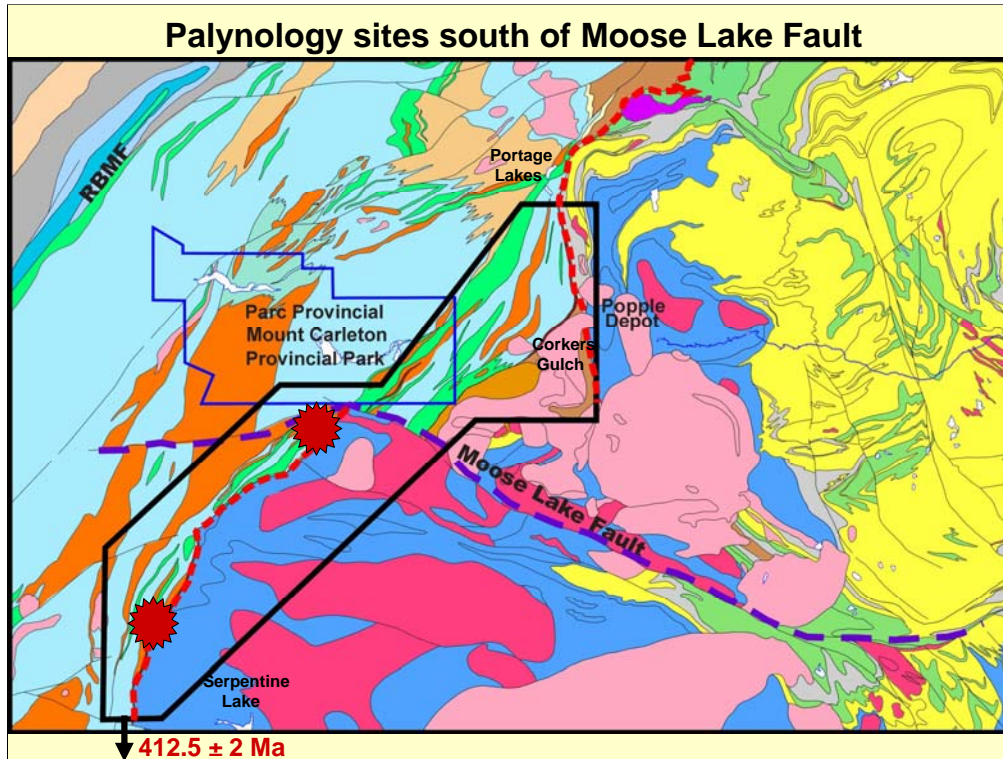 Palynology sites south of Moose Lake Fault
RBMF
Portage
Lakes
Parc Provincial
Mount Carleton
Provincial Park
Popple
Depot
Corkers
Gulch
Moose Lake Fault
Serpentine
Lake
412.5 ± 2 Ma